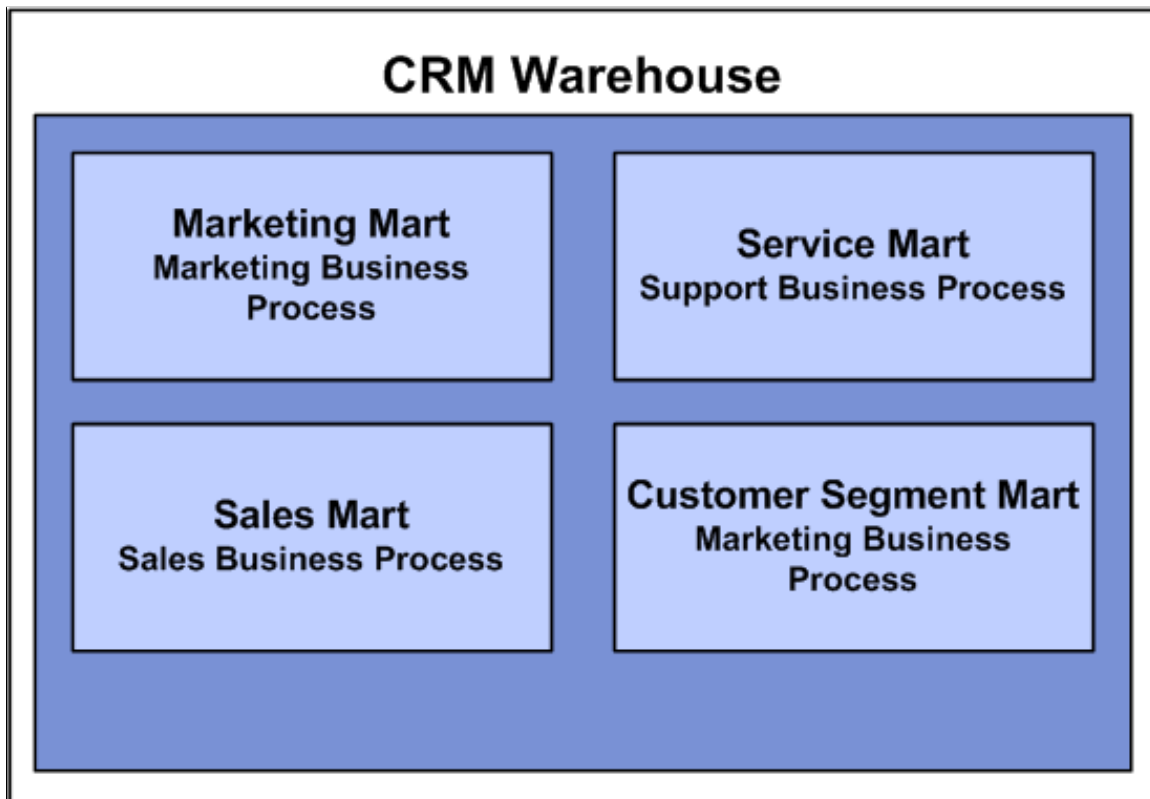 CRM Warehouse
Marketing Mart
Marketing Business
Process
Service Mart
Support Business Process
Sales Mart
Sales Business Process
Customer Segment Mart
Marketing Business
Process